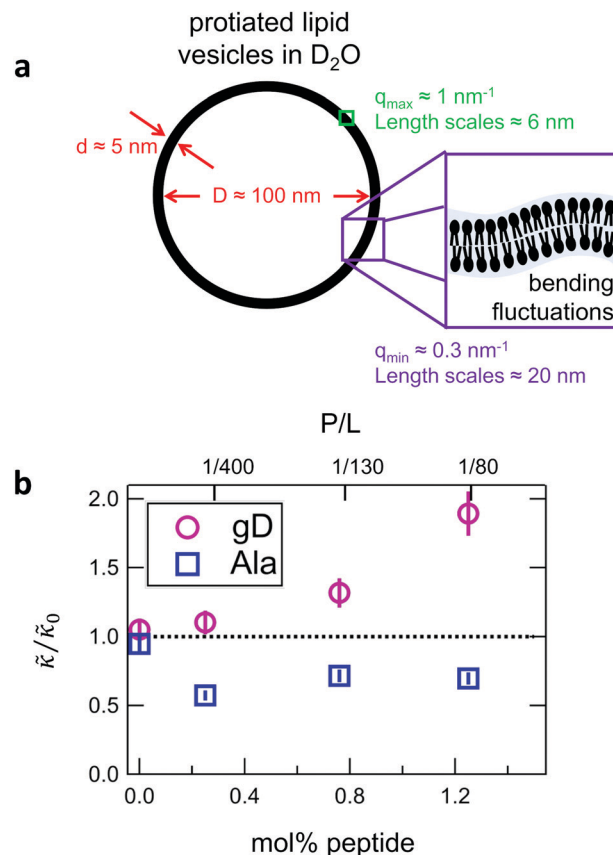 protiated lipid
vesicles in D₂O
a
qmax ≈ 1 nm⁻¹
Length scales ≈ 6 nm
d ≈ 5 nm
D ≈ 100 nm
bending
fluctuations
qmin ≈ 0.3 nm⁻¹
Length scales ≈ 20 nm
P/L
b
1/400 1/130 1/80
2.0
gD
Ala
1.5
1.0
0.5
0.0
κ̃/κ̃₀
0.0 0.4 0.8 1.2
mol% peptide